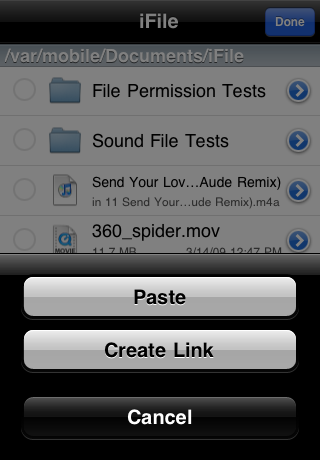 iFile
Done
/var/mobile/Documents/iFile
File Permission Tests
Sound File Tests
Send Your Lov...Aude Remix)
in 11 Send Your...ude Remix).m4a
360_spider.mov
MOVIE
11.7 MB 3/14/09 12:47 PM
Paste
Create Link
Cancel